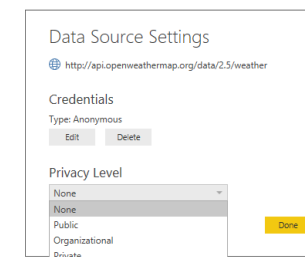 Data Source Settings
http://api.openweathermap.org/data/2.5/weather
Credentials
Type: Anonymous
Edit Delete
Privacy Level
None
None
Public
Done
Organizational
Private